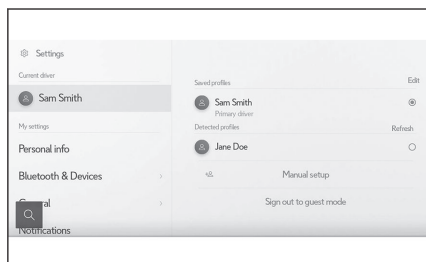 Settings
Current driver
Sam Smith
My settings
Personal info
Bluetooth & Devices
General
Notifications
Saved profiles
Edit
Sam Smith
Primary driver
Detected profiles
Refresh
Jane Doe
Manual setup
Sign out to guest mode